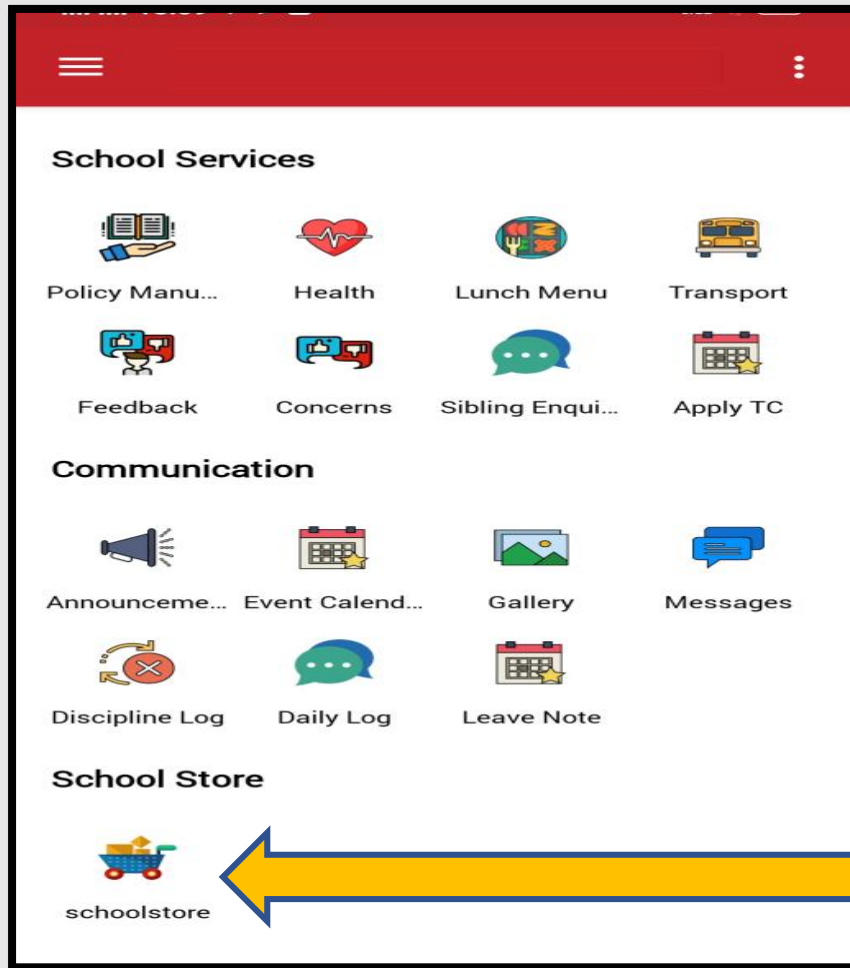 School Services
Policy Manu... Health Lunch Menu Transport
Feedback Concerns Sibling Enqui... Apply TC
Communication
Announceme... Event Calend... Gallery Messages
Discipline Log Daily Log Leave Note
School Store
schoolstore